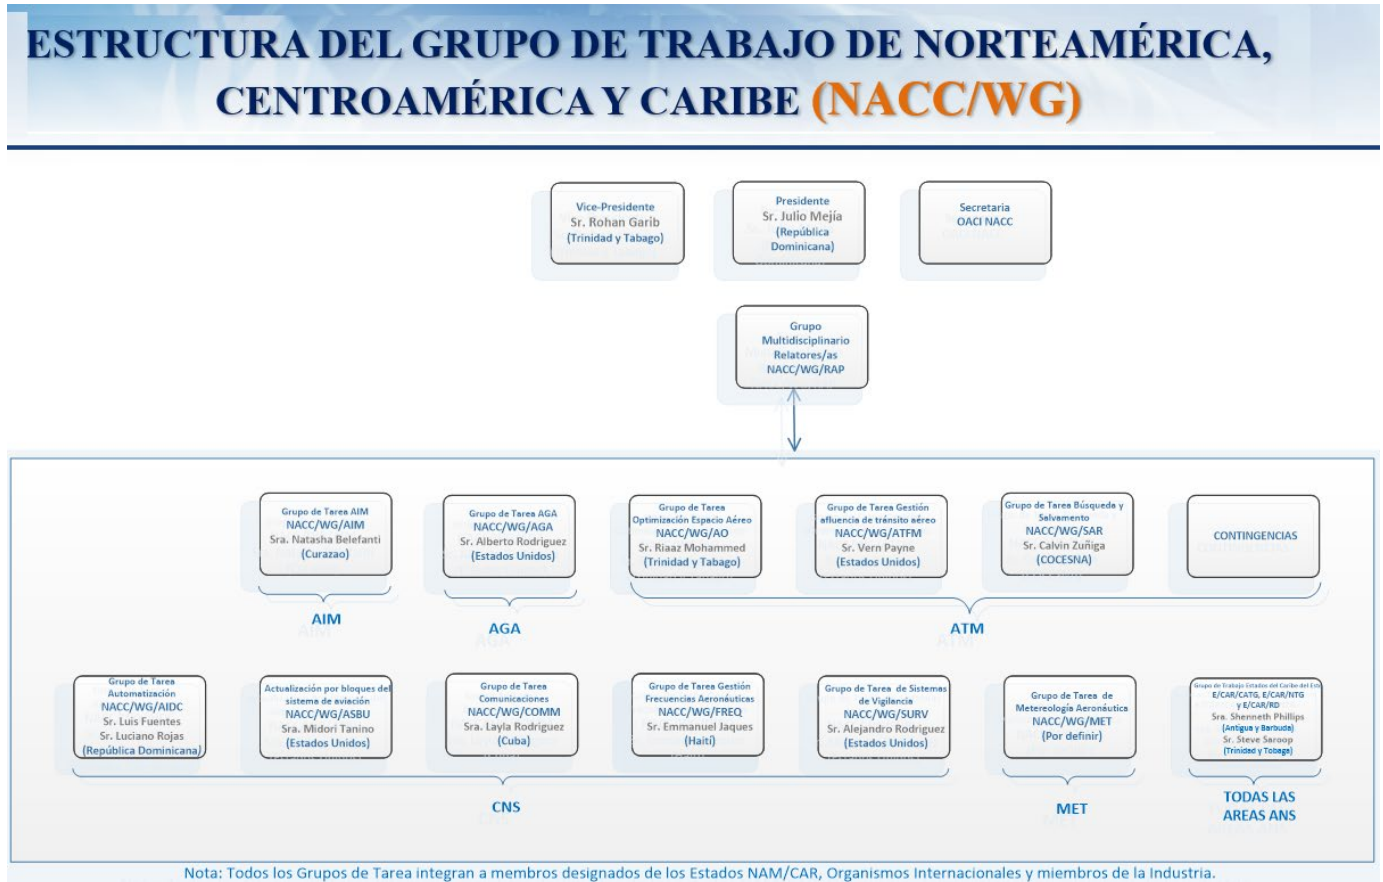 ESTRUCTURA DEL GRUPO DE TRABAJO DE NORTEAMÉRICA,
CENTROAMÉRICA Y CARIBE (NACC/WG)
Vice-Presidente
Sr. Rohan Garib
(Trinidad y Tabago)
Presidente
Sr. Julio Mejía
(República
Dominicana)
Secretaria
OACI NACC
Grupo
Multidisciplinario
Relatores/as
NACC/WG/RAP
Grupo de Tarea AIM
NACC/WG/AIM
Sra. Natasha Belefanti
(Curazao)
Grupo de Tarea AGA
NACC/WG/AGA
Sr. Alberto Rodriguez
(Estados Unidos)
Grupo de Tarea
Optimización Espacio Aéreo
NACC/WG/AO
Sr. Riaaz Mohammed
(Trinidad y Tabago)
Grupo de Tarea Gestión
afluencia de tránsito aéreo
NACC/WG/ATFM
Sr. Vern Payne
(Estados Unidos)
Grupo de Tarea Búsqueda y
Salvamento
NACC/WG/SAR
Sr. Calvin Zuñiga
(COCESNA)
CONTINGENCIAS
AIM
AGA
ATM
Grupo de Tarea
Automatización
NACC/WG/AIDC
Sr. Luis Fuentes
Sr. Luciano Rojas
(República Dominicana)
Actualización por bloques del
sistema de aviación
NACC/WG/ASBU
Sra. Midori Tanino
(Estados Unidos)
Grupo de Tarea
Comunicaciones
NACC/WG/COMM
Sra. Layla Rodriguez
(Cuba)
Grupo de Tarea Gestión
Frecuencias Aeronáuticas
NACC/WG/FREQ
Sr. Emmanuel Jaques
(Haití)
Grupo de Tarea de Sistemas
de Vigilancia
NACC/WG/SURV
Sr. Alejandro Rodriguez
(Estados Unidos)
Grupo de Tarea de
Metereología Aeronáutica
NACC/WG/MET
(Por definir)
Grupo de Trabajo Estados del Caribe del Este
E/CAR/CATG, E/CAR/NTG
y E/CAR/RD
Sra. Shenneth Phillips
(Antigua y Barbuda)
Sr. Steve Saroop
(Trinidad y Tobaga)
CNS
MET
TODAS LAS
AREAS ANS
Nota: Todos los Grupos de Tarea integran a membros designados de los Estados NAM/CAR, Organismos Internacionales y miembros de la Industria.